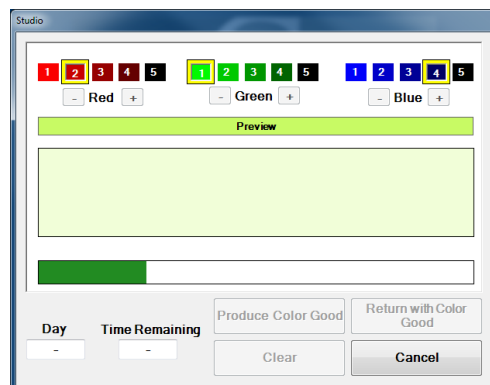 Studio
1 2 3 4 5 1 2 3 4 5 1 2 3 4 5
- Red + - Green + - Blue +
Preview
Produce Color Good
Return with Color
Good
Day Time Remaining
- -
Clear Cancel